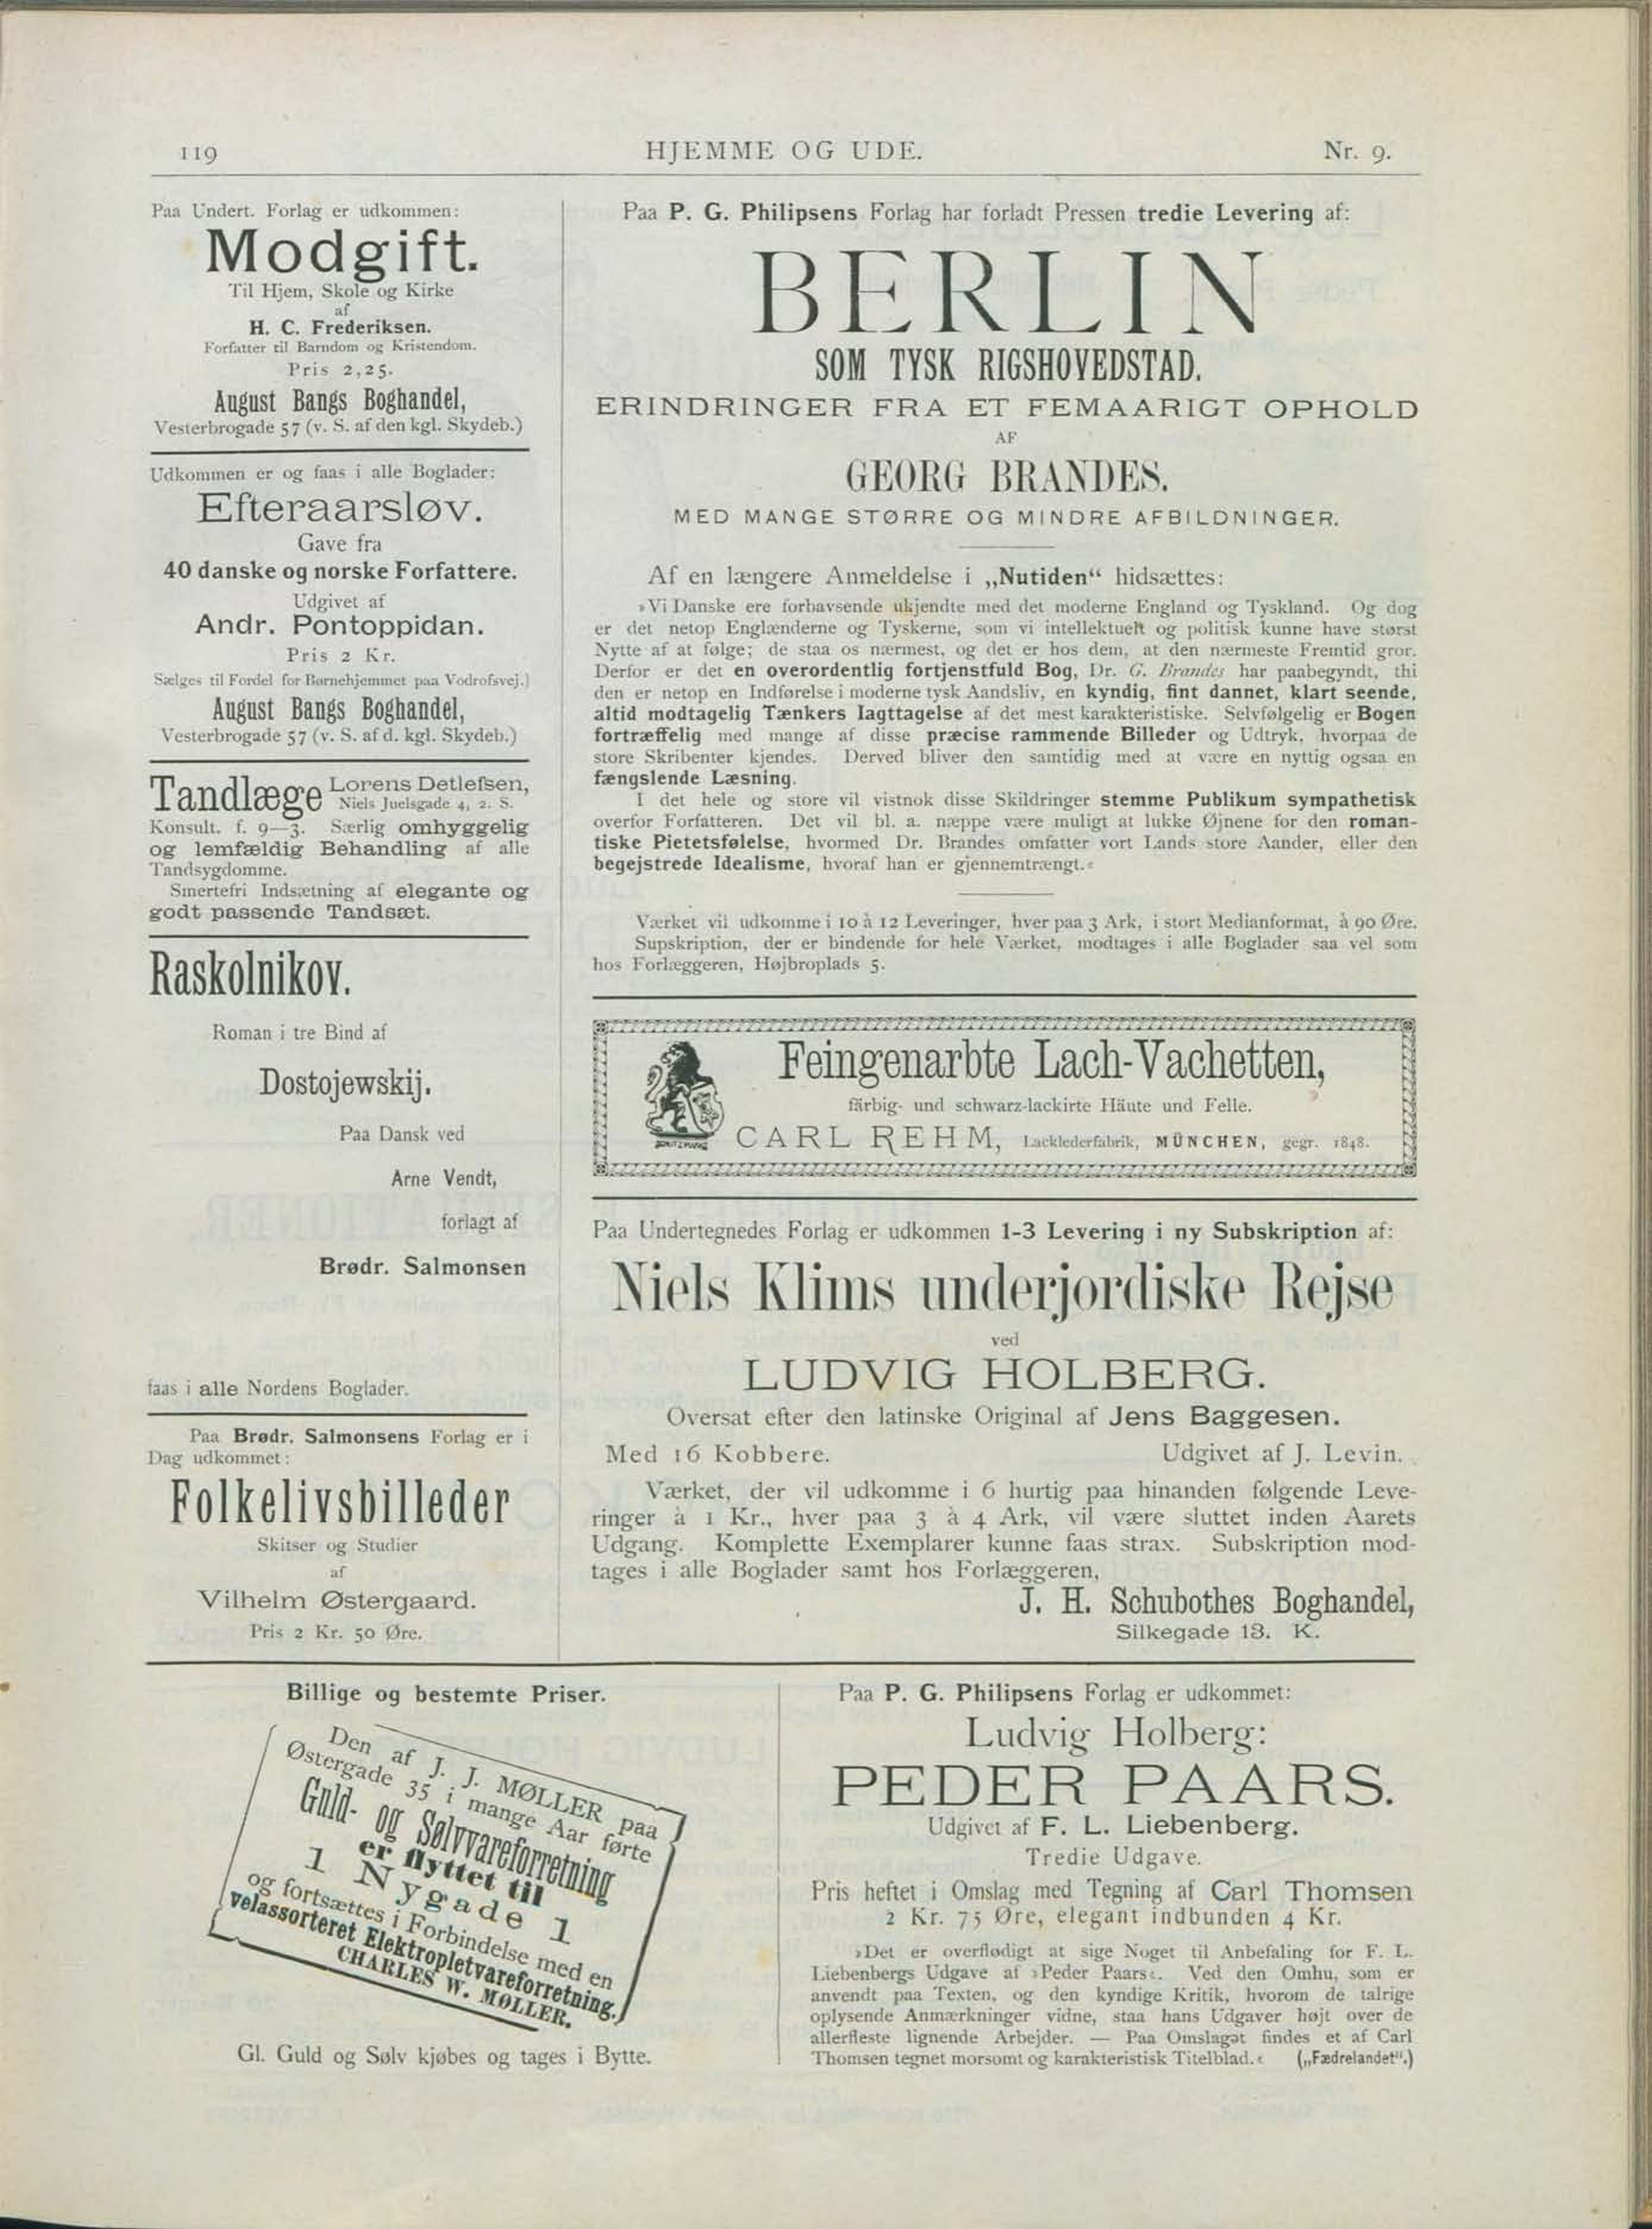 119
HJEMME OG UDE.
Nr. 9.
Paa Undert. Forlag er udkommen:
Modgift.
Til Hjem, Skole og Kirke
af
H. C. Frederiksen.
Forfatter til Barndom og Kristendom.
Pris 2,25.
August Bangs Boghandel,
Vesterbrogade 57 (v. S. af den kgl. Skydeb.)
Udkommen er og faas i alle Boglader:
Efteraarsløv.
Gave fra
40 danske og norske Forfattere.
Udgivet af
Andr. Pontoppidan.
Pris 2 Kr.
Sælges til Fordel for Børnehjemmet paa Vodrofsvej.)
August Bangs Boghandel,
Vesterbrogade 57 (v. S. af d. kgl. Skydeb.)
Tandlæge Lorens Detlefsen,
Niels Juelsgade 4, 2. S.
Konsult. f. 9—3. Særlig omhyggelig
og lemfældig Behandling af alle
Tandsygdomme.
Smertefri Indsætning af elegante og
godt passende Tandsæt.
Raskolnikov.
Roman i tre Bind af
Dostojewskij.
Paa Dansk ved
Arne Vendt,
forlagt af
Brødr. Salmonsen
faas i alle Nordens Boglader.
Paa Brødr. Salmonsens Forlag er i
Dag udkommet:
Folkelivsbilleder
Skitser og Studier
af
Vilhelm Østergaard.
Pris 2 Kr. 50 Øre.
Paa P. G. Philipsens Forlag har forladt Pressen tredie Levering af:
BERLIN
SOM TYSK RIGSHOVEDSTAD.
ERINDRINGER FRA ET FEMAARIGT OPHOLD
AF
GEORG BRANDES.
MED MANGE STØRRE OG MINDRE AFBILDNINGER.
Af en længere Anmeldelse i „Nutiden“ hidsættes:
»Vi Danske ere forbavsende ukjendte med det moderne England og Tyskland. Og dog
er det netop Englænderne og Tyskerne, som vi intellektuelt og politisk kunne have størst
Nytte af at følge; de staa os nærmest, og det er hos dem, at den nærmeste Fremtid gror.
Derfor er det en overordentlig fortjenstfuld Bog, Dr. G. Brandes har paabegyndt, thi
den er netop en Indførelse i moderne tysk Aandsliv, en kyndig, fint dannet, klart seende,
altid modtagelig Tænkers Iagttagelse af det mest karakteristiske. Selvfølgelig er Bogen
fortræffelig med mange af disse præcise rammende Billeder og Udtryk, hvorpaa de
store Skribenter kjendes. Derved bliver den samtidig med at være en nyttig ogsaa en
fængslende Læsning.
I det hele og store vil vistnok disse Skildringer stemme Publikum sympathetisk
overfor Forfatteren. Det vil bl. a. næppe være muligt at lukke Øjnene for den roman-
tiske Pietetsfølelse, hvormed Dr. Brandes omfatter vort Lands store Aander, eller den
begejstrede Idealisme, hvoraf han er gjennemtrængt.«
Værket vil udkomme i 10 à 12 Leveringer, hver paa 3 Ark, i stort Medianformat, à 90 Øre.
Supskription, der er bindende for hele Værket, modtages i alle Boglader saa vel som
hos Forlæggeren, Højbroplads 5.
Feingenarbte Lach-Vachetten,
färbig- und schwarz-lackirte Häute und Felle.
SCHUTZMARKE
CARL REHM, Lacklederfabrik, MÜNCHEN, gegr. 1848.
Paa Undertegnedes Forlag er udkommen 1-3 Levering i ny Subskription af:
Niels Klims underjordiske Rejse
ved
LUDVIG HOLBERG.
Oversat efter den latinske Original af Jens Baggesen.
Med 16 Kobbere. Udgivet af J. Levin.
Værket, der vil udkomme i 6 hurtig paa hinanden følgende Leve-
ringer à 1 Kr., hver paa 3 à 4 Ark, vil være sluttet inden Aarets
Udgang. Komplette Exemplarer kunne faas strax. Subskription mod-
tages i alle Boglader samt hos Forlæggeren,
J. H. Schubothes Boghandel,
Silkegade 13. K.
Billige og bestemte Priser.
Den af J. J. MØLLER paa
Østergade 35 i mange Aar førte
Guld- og Sølvvareforretning
er flyttet til
1 Nygade 1
og fortsættes i Forbindelse med en
velassorteret Elektropletvareforretning.
CHARLES W. MØLLER.
Gl. Guld og Sølv kjøbes og tages i Bytte.
Paa P. G. Philipsens Forlag er udkommet:
Ludvig Holberg:
PEDER PAARS.
Udgivet af F. L. Liebenberg.
Tredie Udgave.
Pris heftet i Omslag med Tegning af Carl Thomsen
2 Kr. 75 Øre, elegant indbunden 4 Kr.
»Det er overflødigt at sige Noget til Anbefaling for F. L.
Liebenbergs Udgave af »Peder Paars«. Ved den Omhu, som er
anvendt paa Texten, og den kyndige Kritik, hvorom de talrige
oplysende Anmærkninger vidne, staa hans Udgaver højt over de
allerfleste lignende Arbejder. — Paa Omslaget findes et af Carl
Thomsen tegnet morsomt og karakteristisk Titelblad.« („Fædrelandet“.)